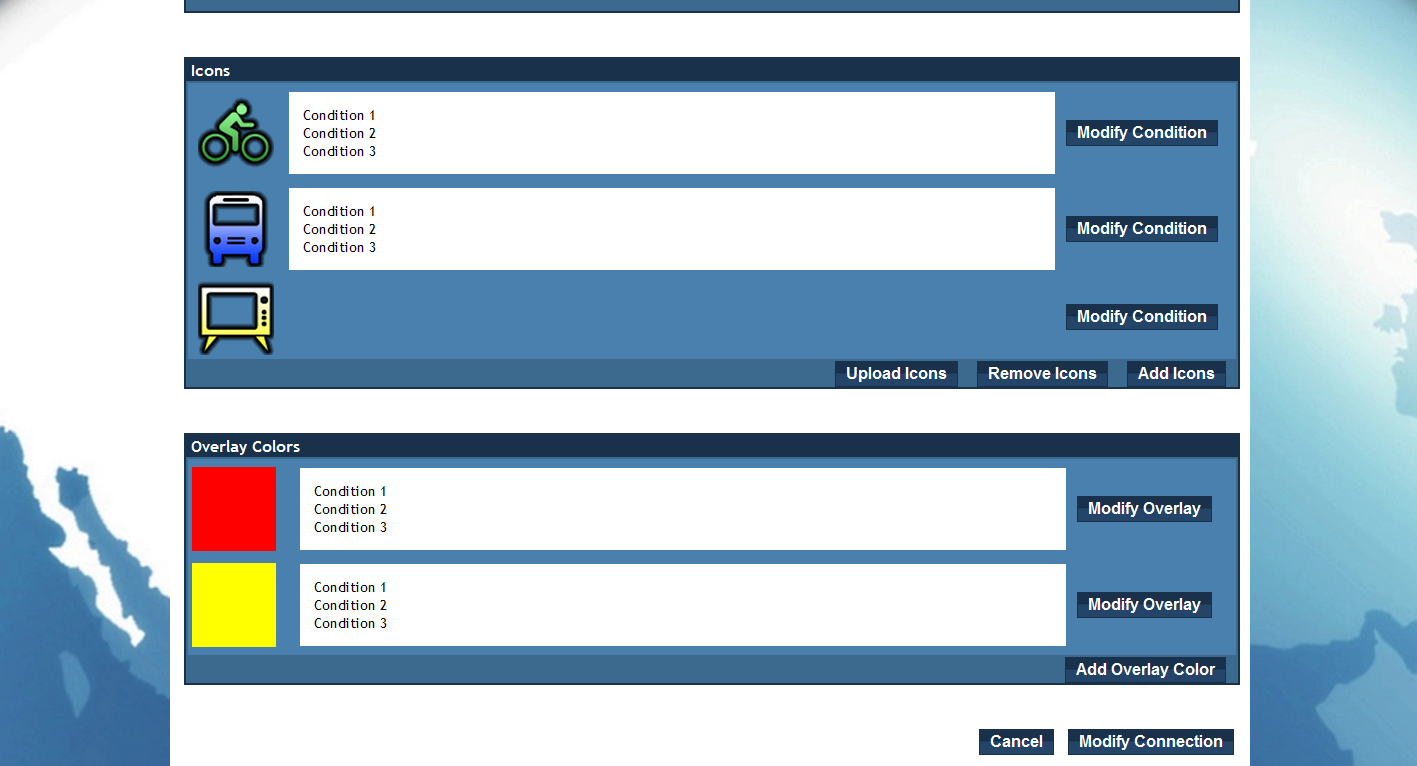 Icons
Condition 1
Condition 2
Condition 3
Modify Condition
Condition 1
Condition 2
Condition 3
Modify Condition
Modify Condition
Upload Icons Remove Icons Add Icons
Overlay Colors
Condition 1
Condition 2
Condition 3
Modify Overlay
Condition 1
Condition 2
Condition 3
Modify Overlay
Add Overlay Color
Cancel Modify Connection